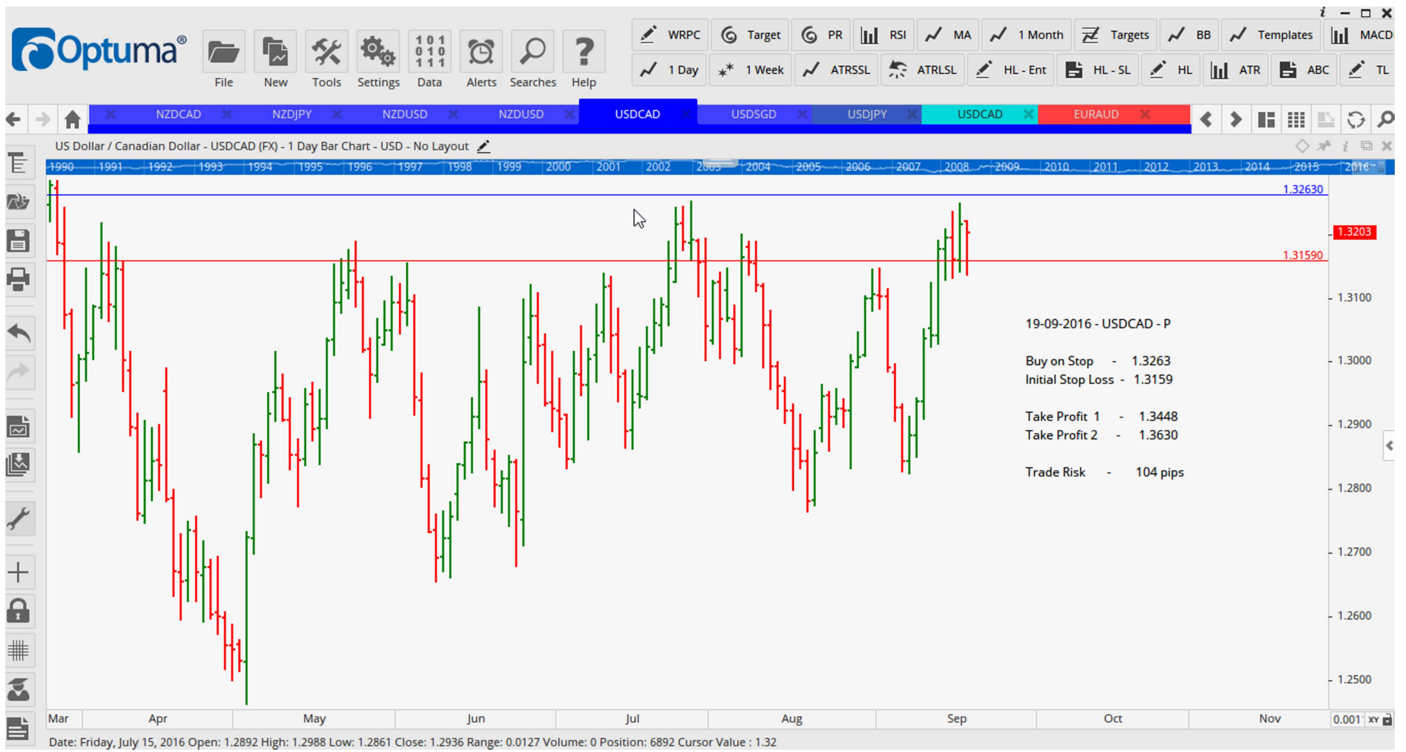 Optuma®
File New Tools Settings Data Alerts Searches Help
101
010
111
WRPC Target PR RSI MA 1 Month Targets BB Templates MACD
1 Day 1 Week ATRSSL ATRLSL HL - Ent HL - SL HL ATR ABC TL
NZDCAD NZDJPY NZDUSD NZDUSD USDCAD USDSGD USDJPY USDCAD EURAUD
US Dollar / Canadian Dollar - USDCAD (FX) - 1 Day Bar Chart - USD - No Layout
1990 1991 1992 1993 1994 1995 1996 1997 1998 1999 2000 2001 2002 2003 2004 2005 2006 2007 2008 2009 2010 2011 2012 2013 2014 2015 2016
1.32630
1.3203
1.31590
1.3100
19-09-2016 - USDCAD - P
Buy on Stop - 1.3263
1.3000
Initial Stop Loss - 1.3159
Take Profit 1 - 1.3448
1.2900
Take Profit 2 - 1.3630
Trade Risk - 104 pips
1.2800
1.2700
1.2600
1.2500
Mar Apr May Jun Jul Aug Sep Oct Nov 0.001 XY
Date: Friday, July 15, 2016 Open: 1.2892 High: 1.2988 Low: 1.2861 Close: 1.2936 Range: 0.0127 Volume: 0 Position: 6892 Cursor Value : 1.32